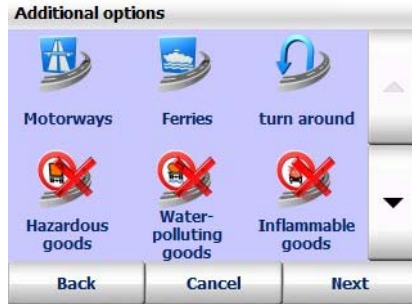 Additional options
Motorways Ferries turn around
Hazardous goods
Water-
polluting
goods
Inflammable
goods
Back Cancel Next